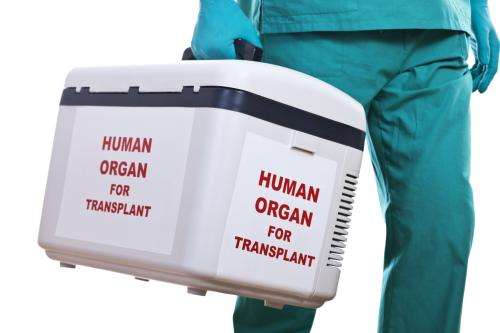 HUMAN
ORGAN
FOR
TRANSPLANT
HUMAN
ORGAN
FOR
TRANSPLANT